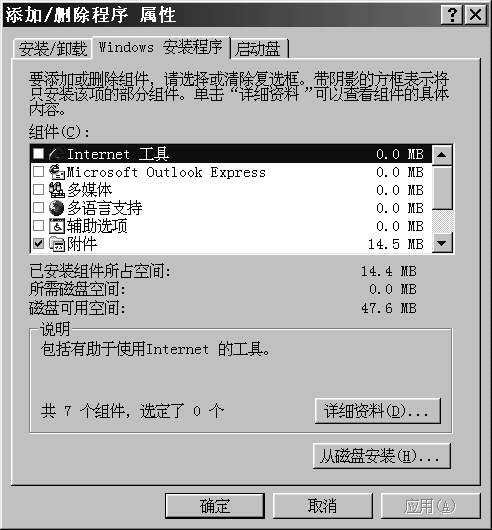 添加/删除程序 属性
安装/卸载 Windows 安装程序 启动盘
要添加或删除组件，请选择或清除复选框。带阴影的方框表示将
只安装该项的部分组件。单击“详细资料”可以查看组件的具体
内容。
组件(C)：
Internet 工具 0.0 MB
Microsoft Outlook Express 0.0 MB
多媒体 0.0 MB
多语言支持 0.0 MB
辅助选项 0.0 MB
附件 14.5 MB
已安装组件所占空间： 14.4 MB
所需磁盘空间： 0.0 MB
磁盘可用空间： 47.6 MB
说明
包括有助于使用Internet 的工具。
共 7 个组件，选定了 0 个
详细资料(D)...
从磁盘安装(H)...
确定 取消 应用(A)